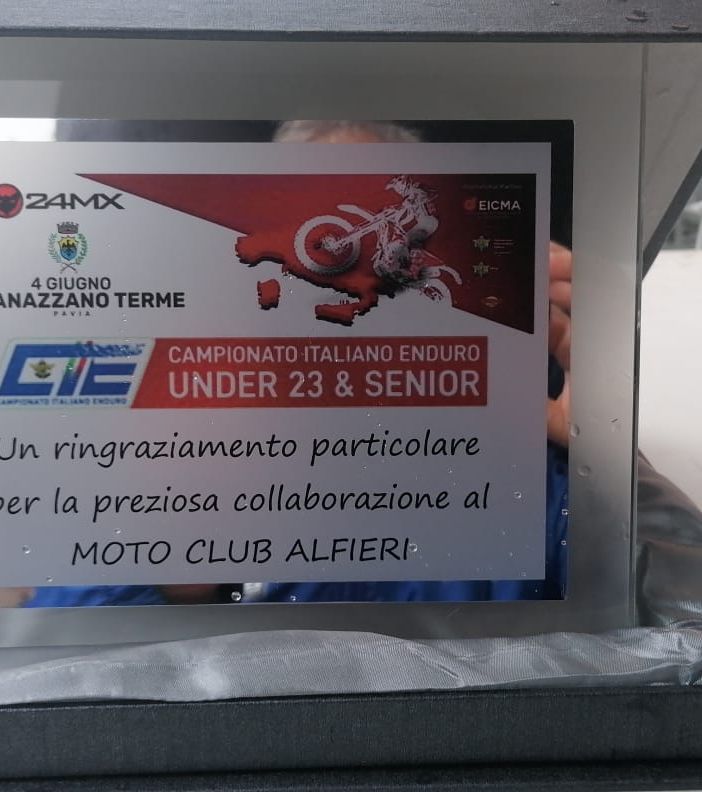 24MX
EICMA
4 GIUGNO
ANAZZANO TERME
PAVIA
CIE
CAMPIONATO ITALIANO ENDURO
CAMPIONATO ITALIANO ENDURO
UNDER 23 & SENIOR
Un ringraziamento particolare
per la preziosa collaborazione al
MOTO CLUB ALFIERI